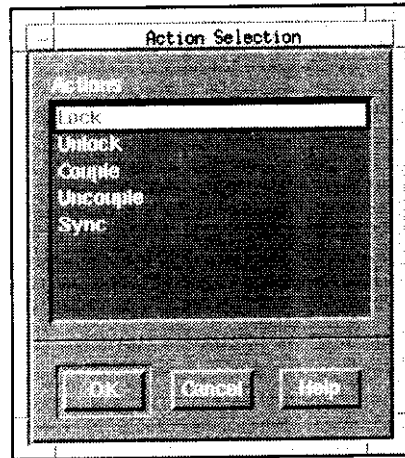 Action Selection
Actions
Lock
Unlock
Couple
Uncouple
Sync
OK
Cancel
Help